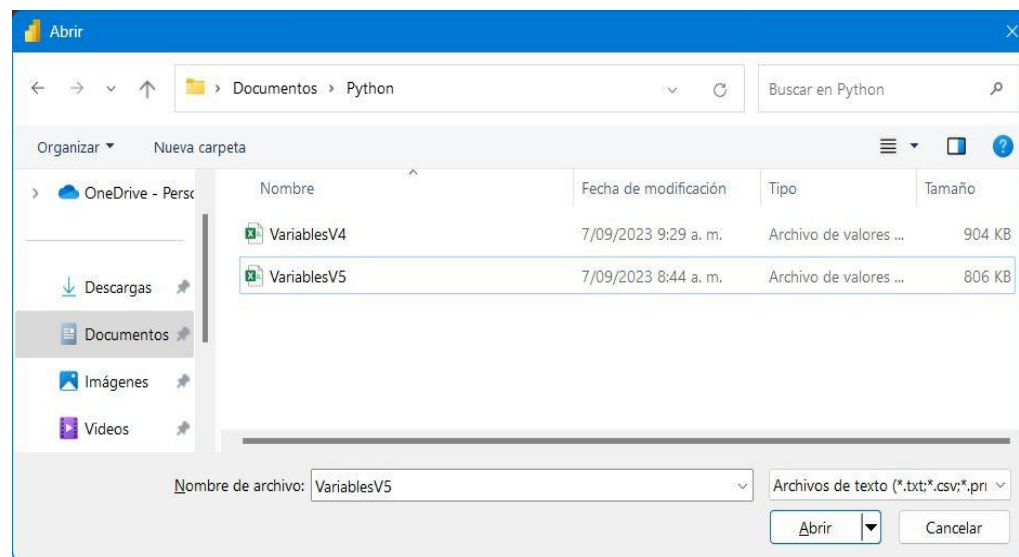 Abrir
Documentos > Python
Buscar en Python
Organizar
Nueva carpeta
OneDrive - Perso
Nombre
Fecha de modificación
Tipo
Tamaño
VariablesV4
7/09/2023 9:29 a. m.
Archivo de valores ...
904 KB
VariablesV5
7/09/2023 8:44 a. m.
Archivo de valores ...
806 KB
Descargas
Documentos
Imágenes
Videos
Nombre de archivo:
VariablesV5
Archivos de texto (*.txt;*.csv;*.prn
Abrir
Cancelar